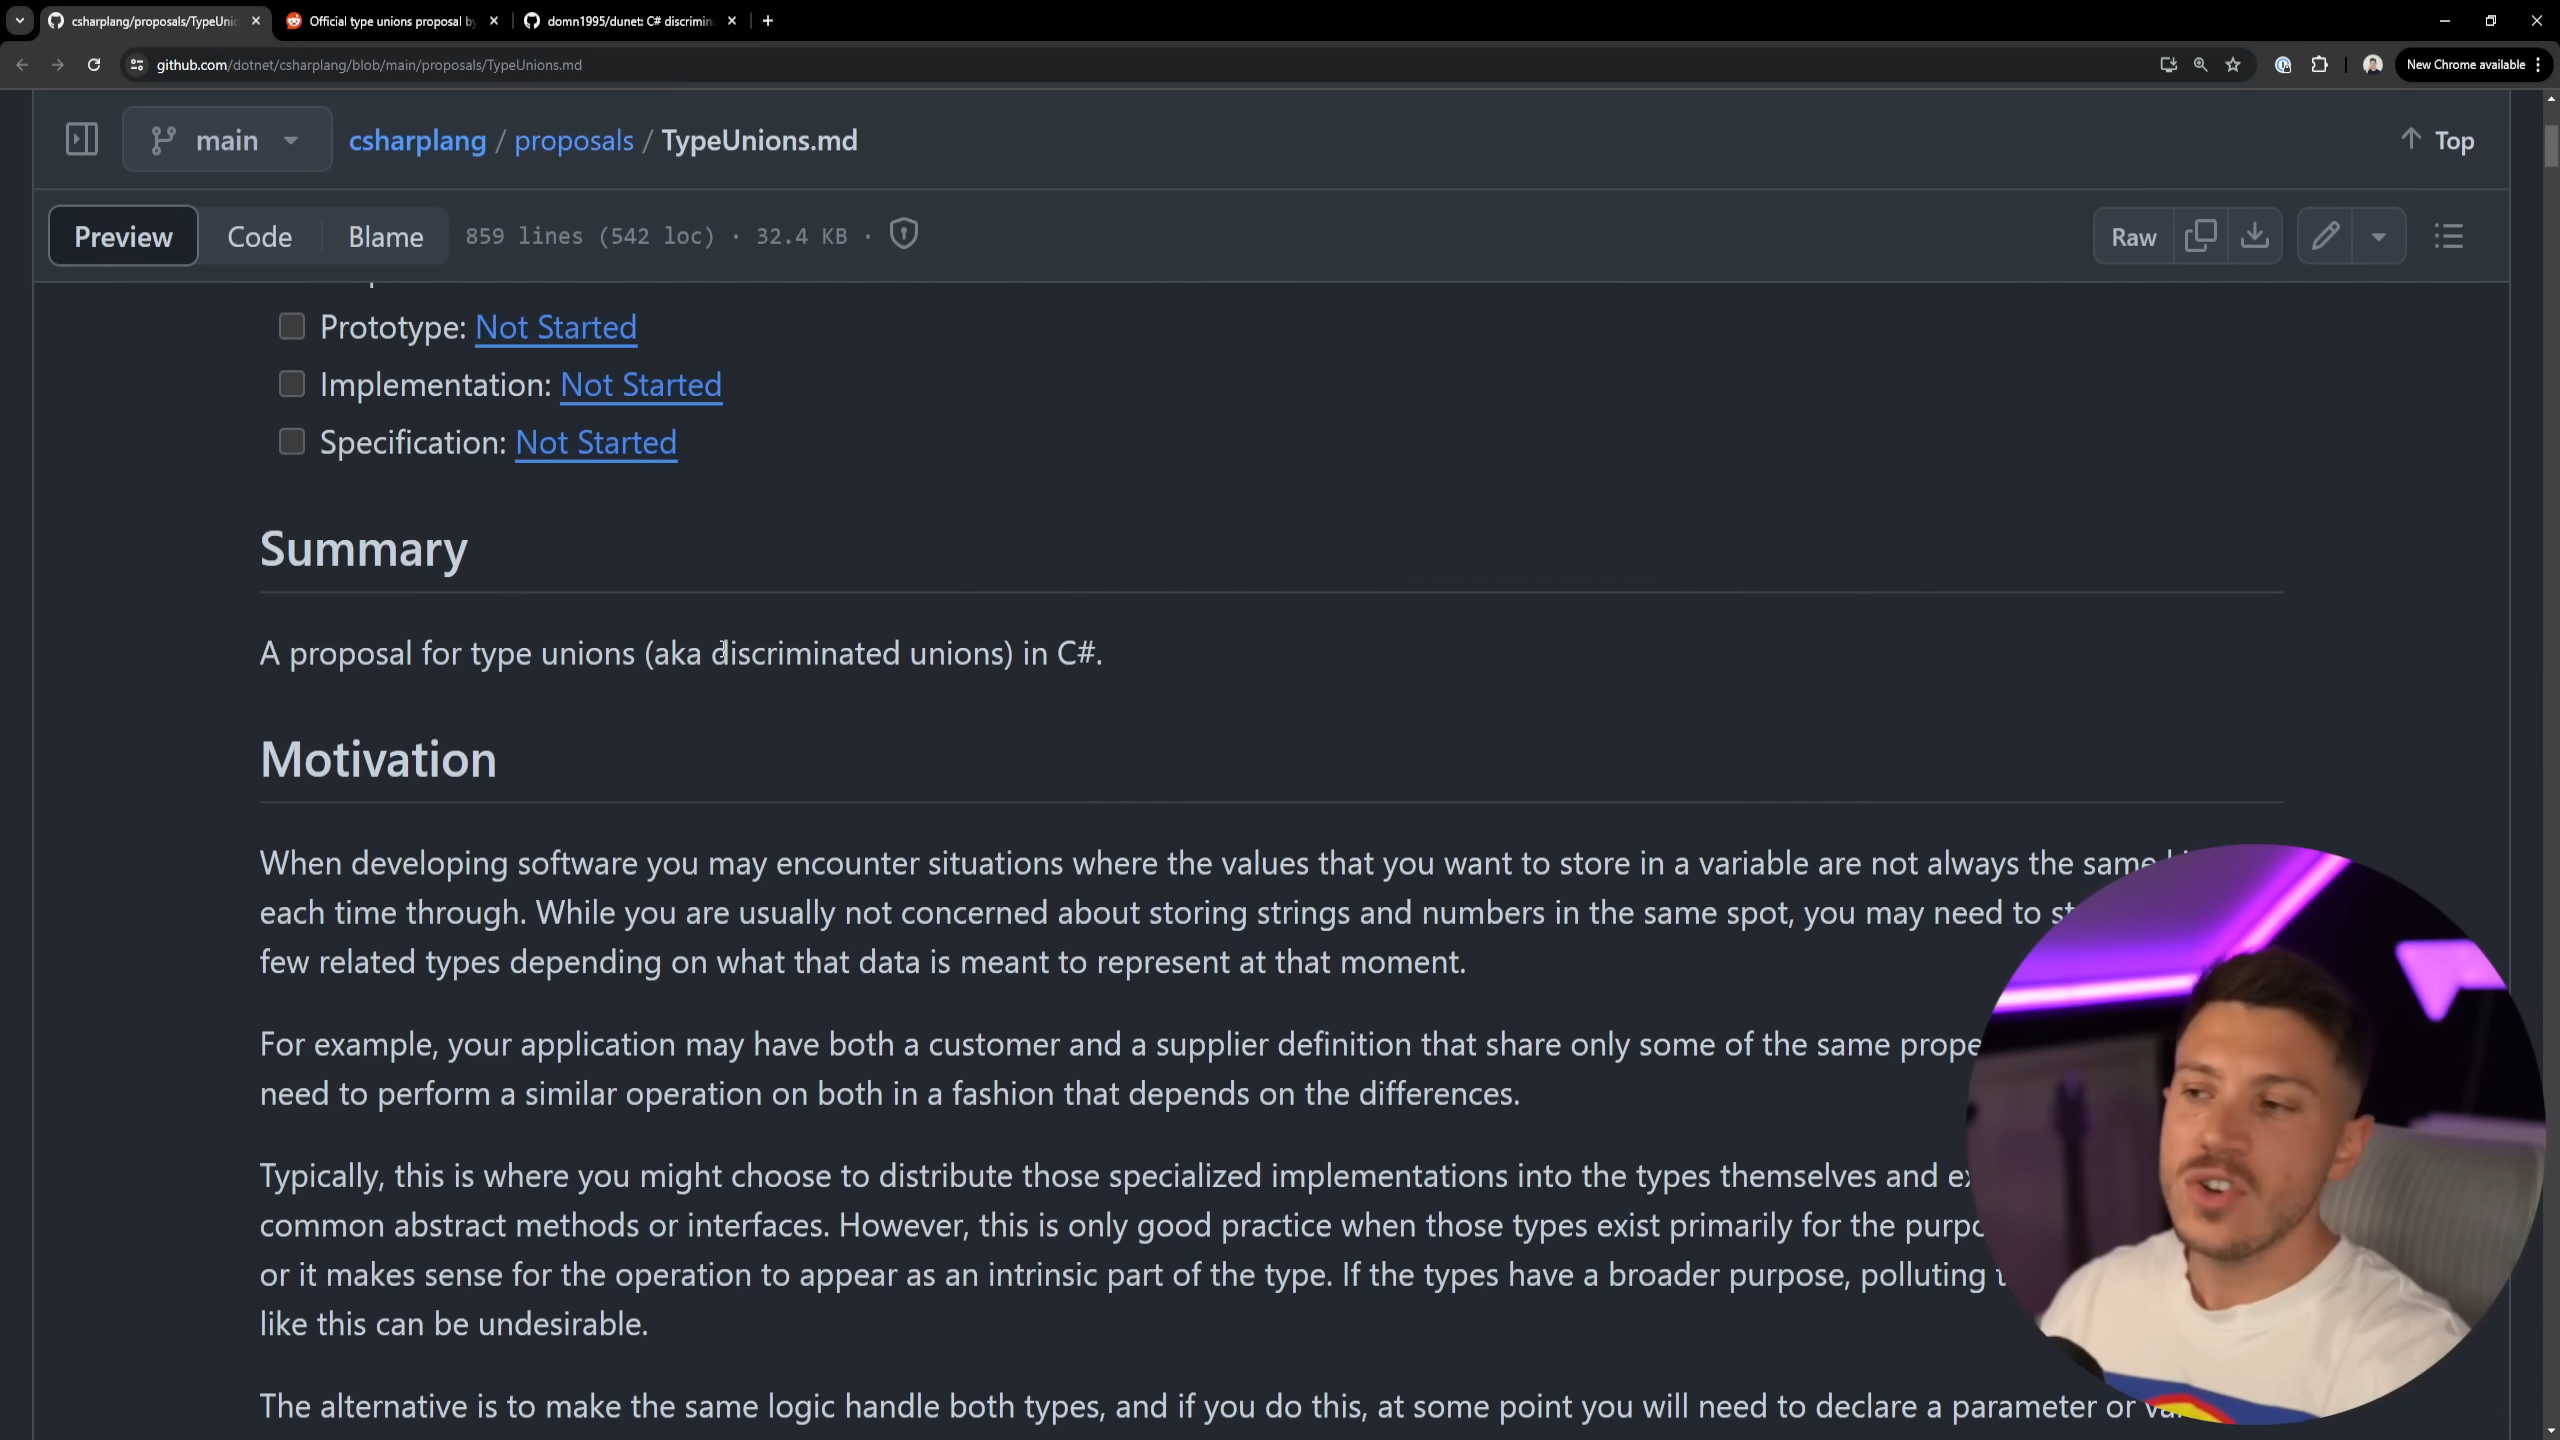 csharplang/proposals/TypeUnio
Official type unions proposal by
domn1995/dunet: C# discrimin
github.com/dotnet/csharplang/blob/main/proposals/TypeUnions.md
New Chrome available
main
csharplang / proposals / TypeUnions.md
Top
Preview
Code
Blame
859 lines (542 loc) · 32.4 KB ·
Raw
Prototype: Not Started
Implementation: Not Started
Specification: Not Started
Summary
A proposal for type unions (aka discriminated unions) in C#.
Motivation
When developing software you may encounter situations where the values that you want to store in a variable are not always the same
each time through. While you are usually not concerned about storing strings and numbers in the same spot, you may need to
few related types depending on what that data is meant to represent at that moment.
For example, your application may have both a customer and a supplier definition that share only some of the same
need to perform a similar operation on both in a fashion that depends on the differences.
Typically, this is where you might choose to distribute those specialized implementations into the types themselves and
common abstract methods or interfaces. However, this is only good practice when those types exist primarily for the
or it makes sense for the operation to appear as an intrinsic part of the type. If the types have a broader purpose, polluting
like this can be undesirable.
The alternative is to make the same logic handle both types, and if you do this, at some point you will need to declare a parameter or